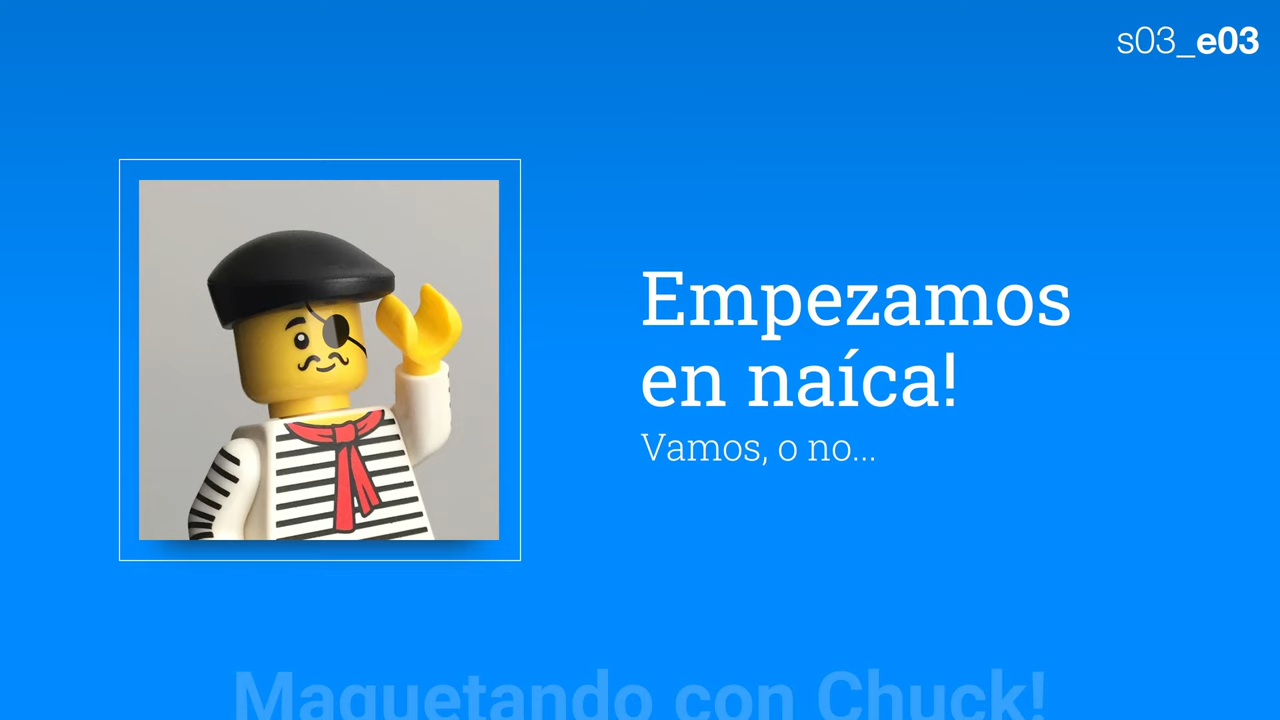 s03_e03
Empezamos
en naíca!
Vamos, o no...
Maquetando con Chuck!